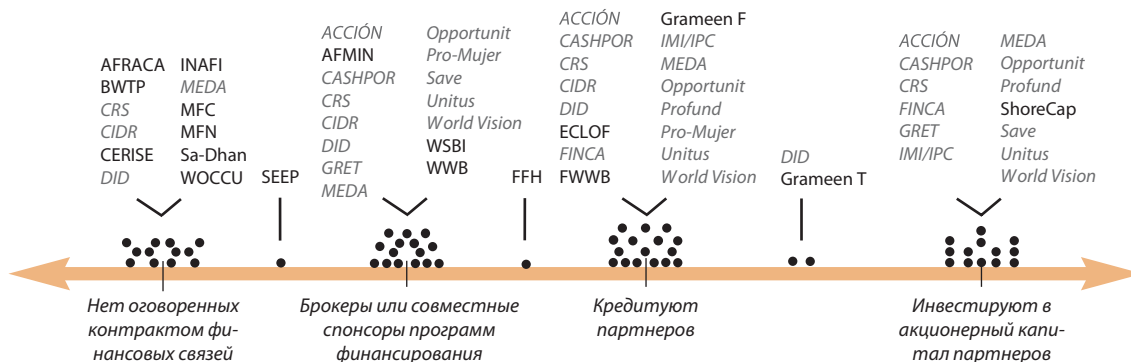 AFRACA
BWTP
CRS
CIDR
CERISE
DID
INAFI
MEDA
MFC
MFN
Sa-Dhan
WOCCU
SEEP
ACCIÓN
AFMIN
CASHPOR
CRS
CIDR
DID
GRET
MEDA
Opportunit
Pro-Mujer
Save
Unitus
World Vision
WSBI
WWB
FFH
ACCIÓN
CASHPOR
CRS
CIDR
DID
ECLOF
FINCA
FWWB
Grameen F
IMI/IPC
MEDA
Opportunit
Profund
Pro-Mujer
Unitus
World Vision
DID
Grameen T
ACCIÓN
CASHPOR
CRS
FINCA
GRET
IMI/IPC
MEDA
Opportunit
Profund
ShoreCap
Save
Unitus
World Vision
Нет оговоренных
контрактом фи-
нансовых связей
Брокеры или совместные
спонсоры программ
финансирования
Кредитуют
партнеров
Инвестируют в
акционерный капи-
тал партнеров